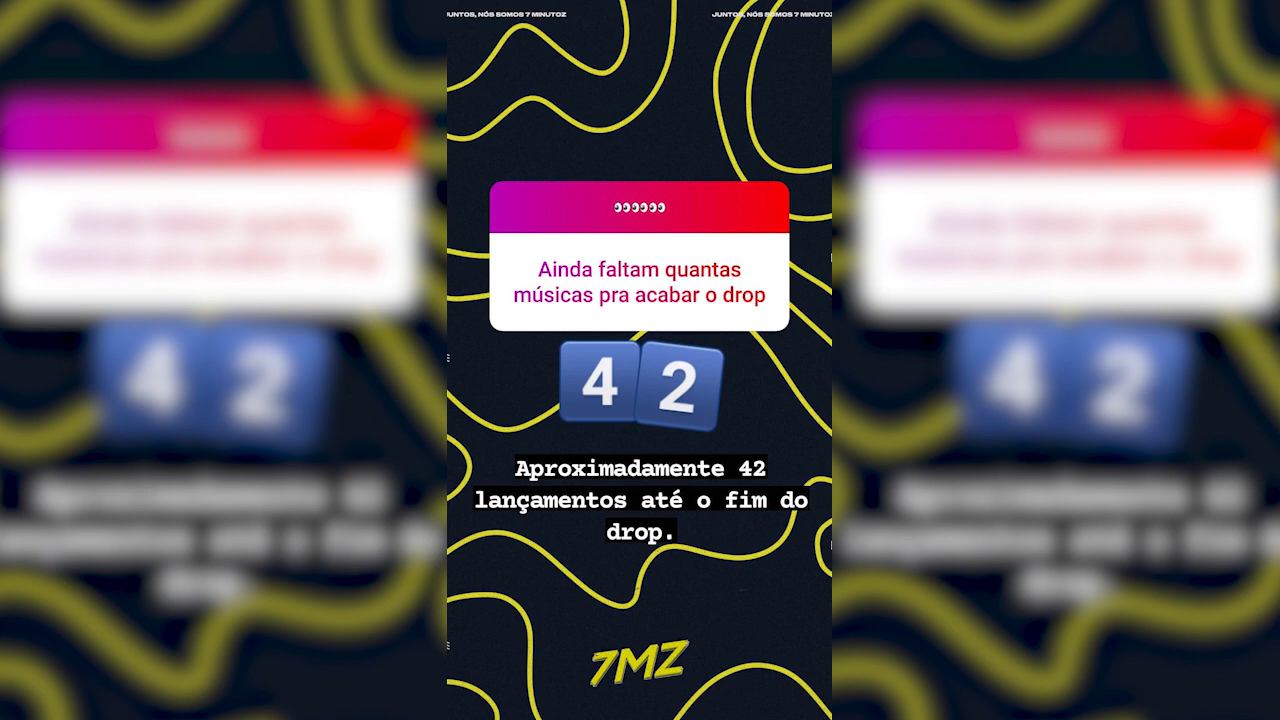 JUNTOS, NÓS SOMOS 7 MINUTOZ
JUNTOS, NÓS SOMOS 7 MINUTOZ
Ainda faltam quantas
músicas pra acabar o drop
4 2
Aproximadamente 42
lançamentos até o fim do
drop.
7MZ